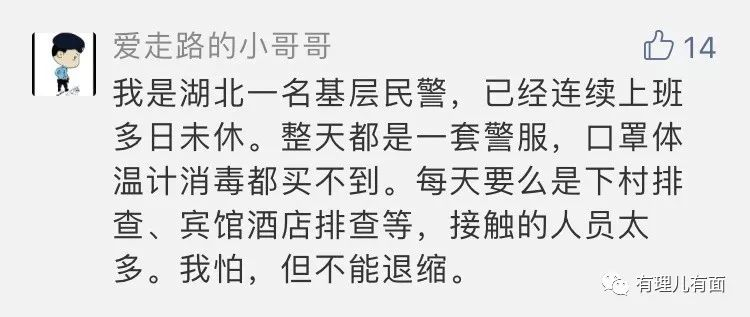 爱走路的小哥哥 14
我是湖北一名基层民警，已经连续上班
多日未休。整天都是一套警服，口罩体
温计消毒都买不到。每天要么是下村排
查、宾馆酒店排查等，接触的人员太
多。我怕，但不能退缩。
有理儿有面